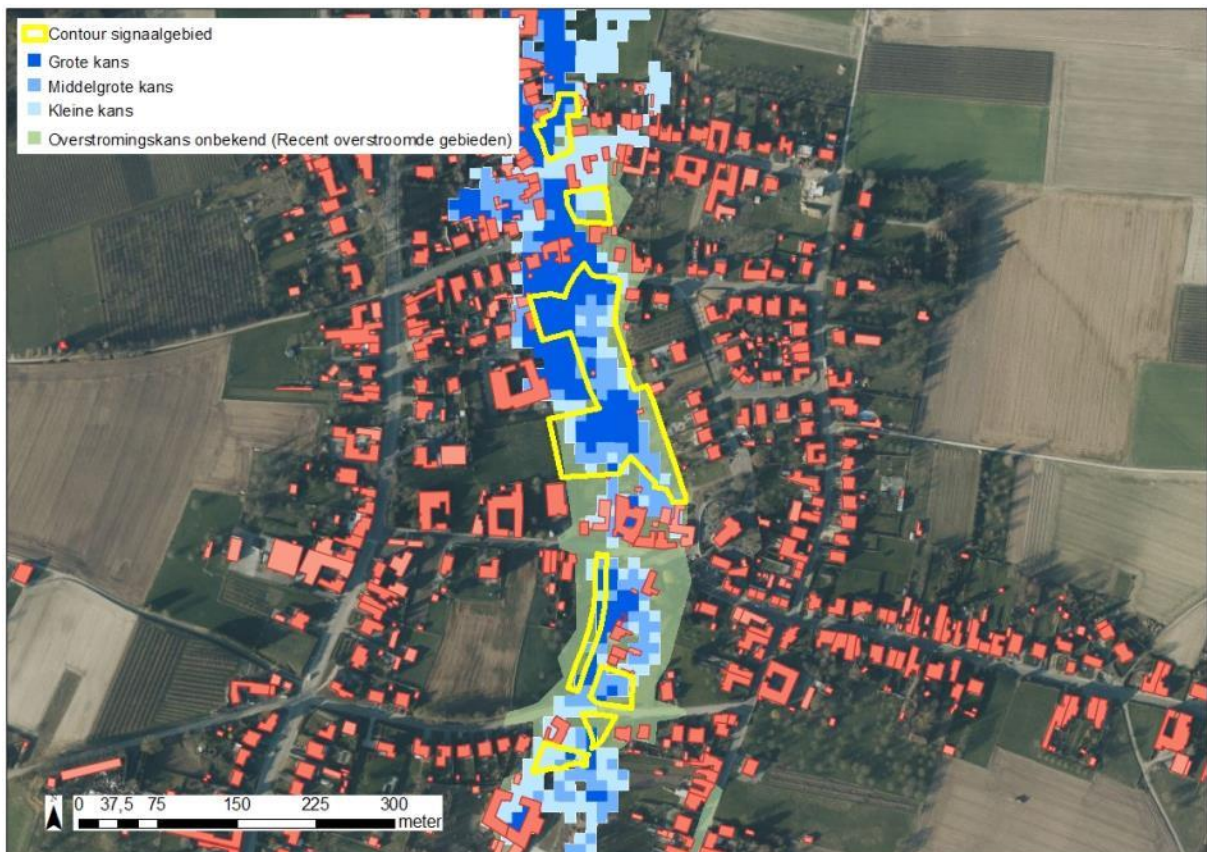 Contour signaalgebied
Grote kans
Middelgrote kans
Kleine kans
Overstromingskans onbekend (Recent overstroomde gebieden)
0 37,5 75 150 225 300
meter